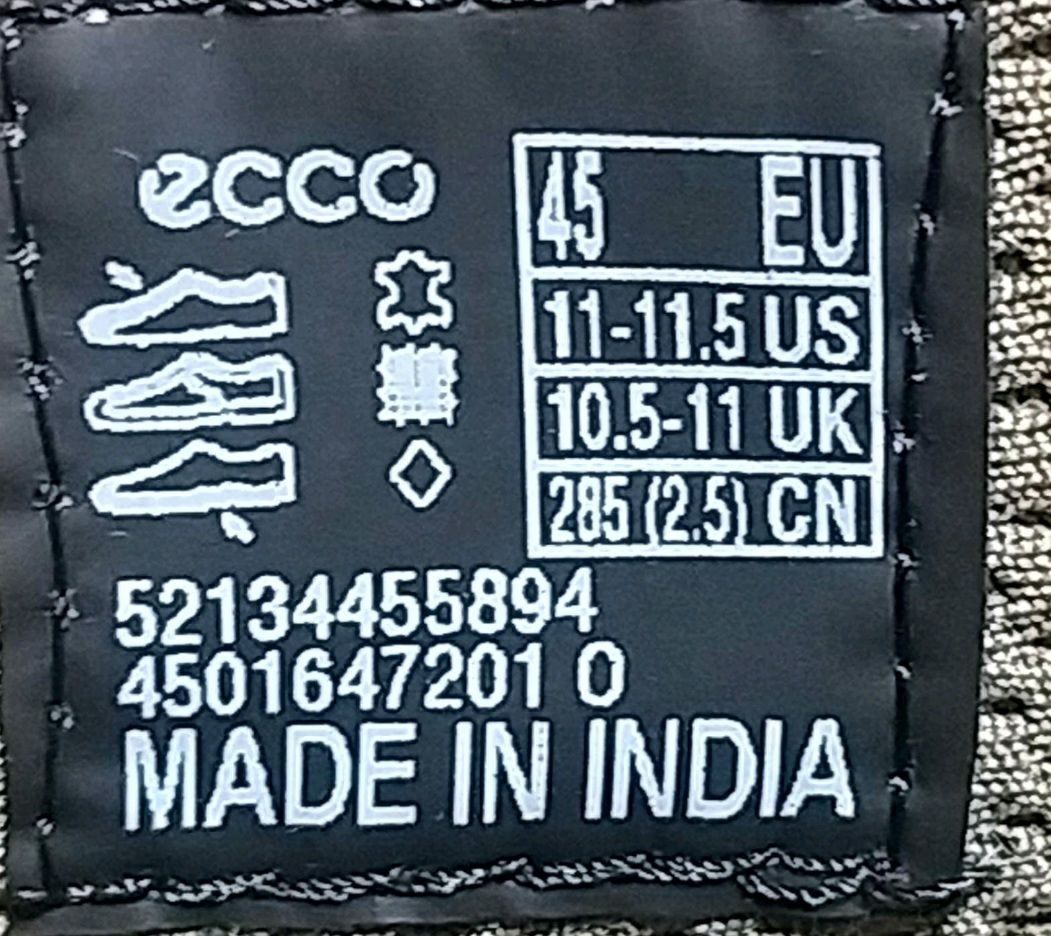 ecco
45 EU
11-11.5 US
10.5-11 UK
285 (2.5) CN
52134455894
4501647201 O
MADE IN INDIA